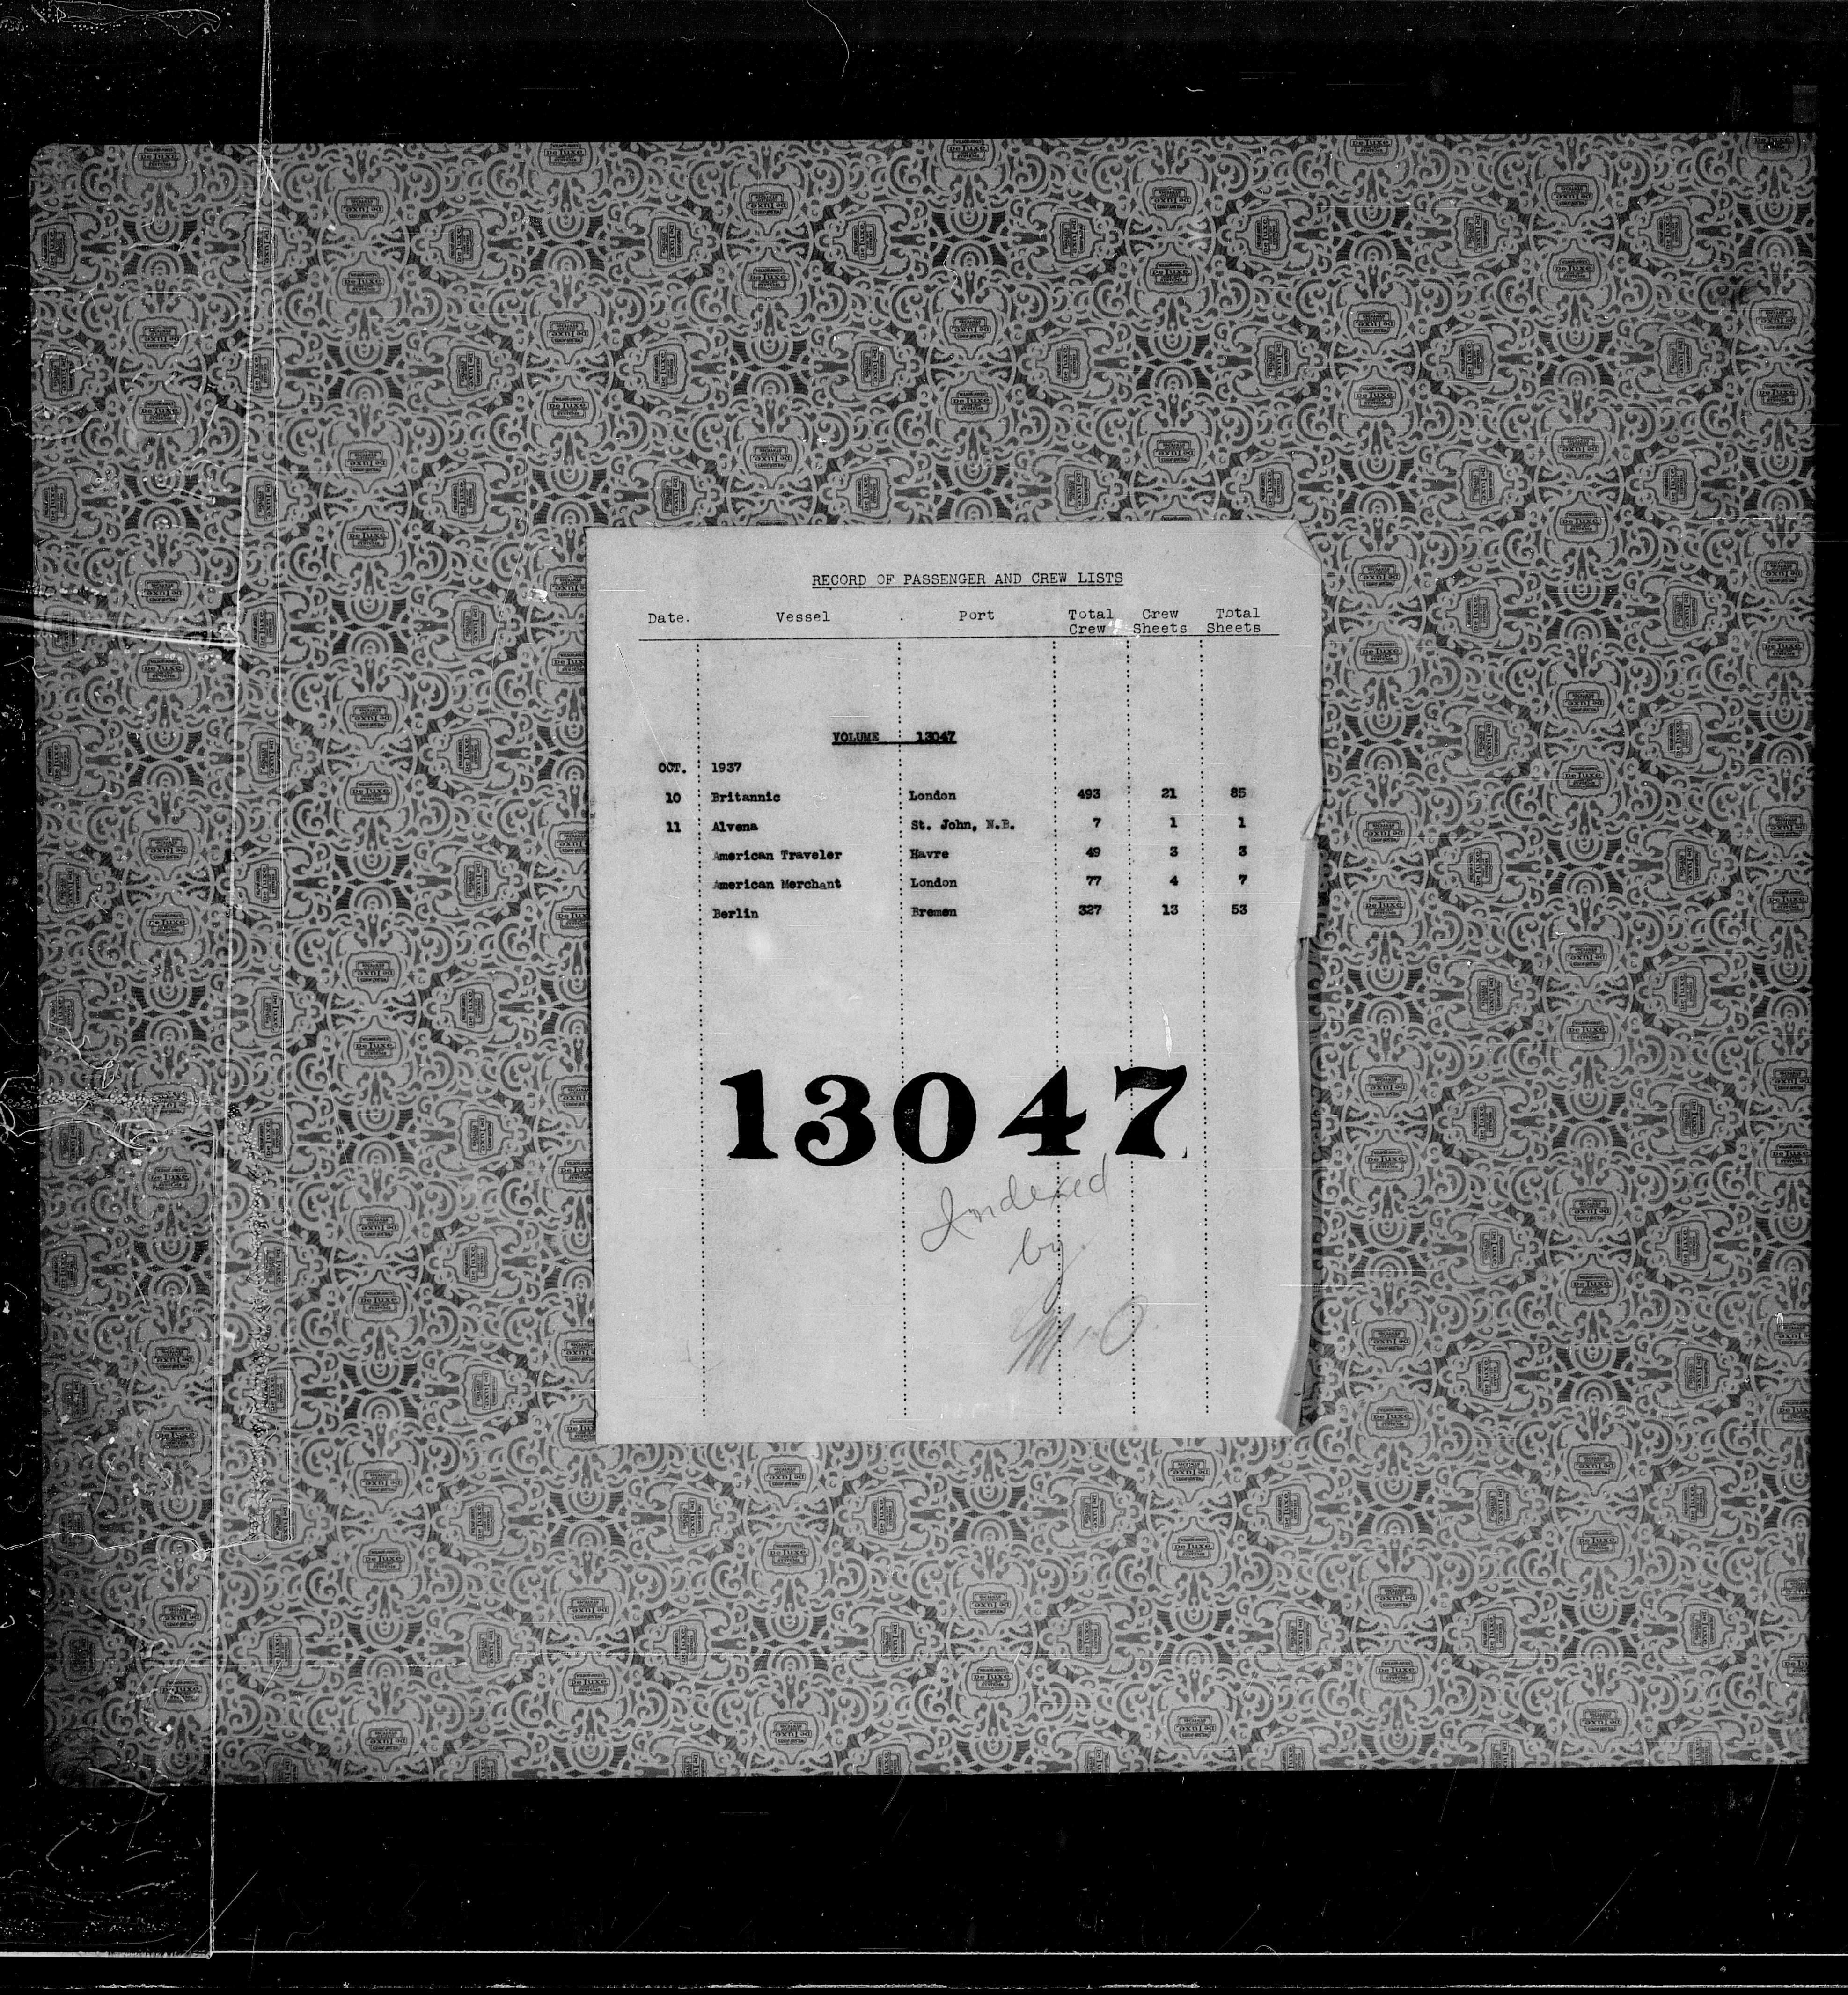 RECORD OF PASSENGER AND CREW LISTS
Date. Vessel . Port Total Crew Crew Sheets Total Sheets
VOLUME 13047
OCT. 1937
10 Britannic London 493 21 85
11 Alvena St. John, N.B. 7 1 1
American Traveler Havre 49 3 3
American Merchant London 77 4 7
Berlin Bremen 327 13 53
13047
Indexed
by
De Luxe